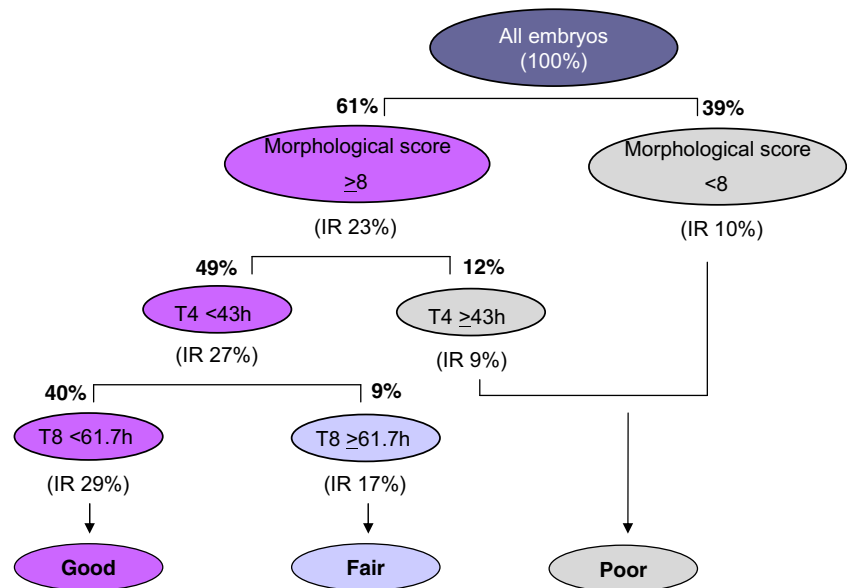 All embryos
(100%)
61%
39%
Morphological score
≥8
Morphological score
<8
(IR 23%)
(IR 10%)
49%
12%
T4 <43h
T4 ≥43h
(IR 27%)
(IR 9%)
40%
9%
T8 <61.7h
T8 ≥61.7h
(IR 29%)
(IR 17%)
Good
Fair
Poor